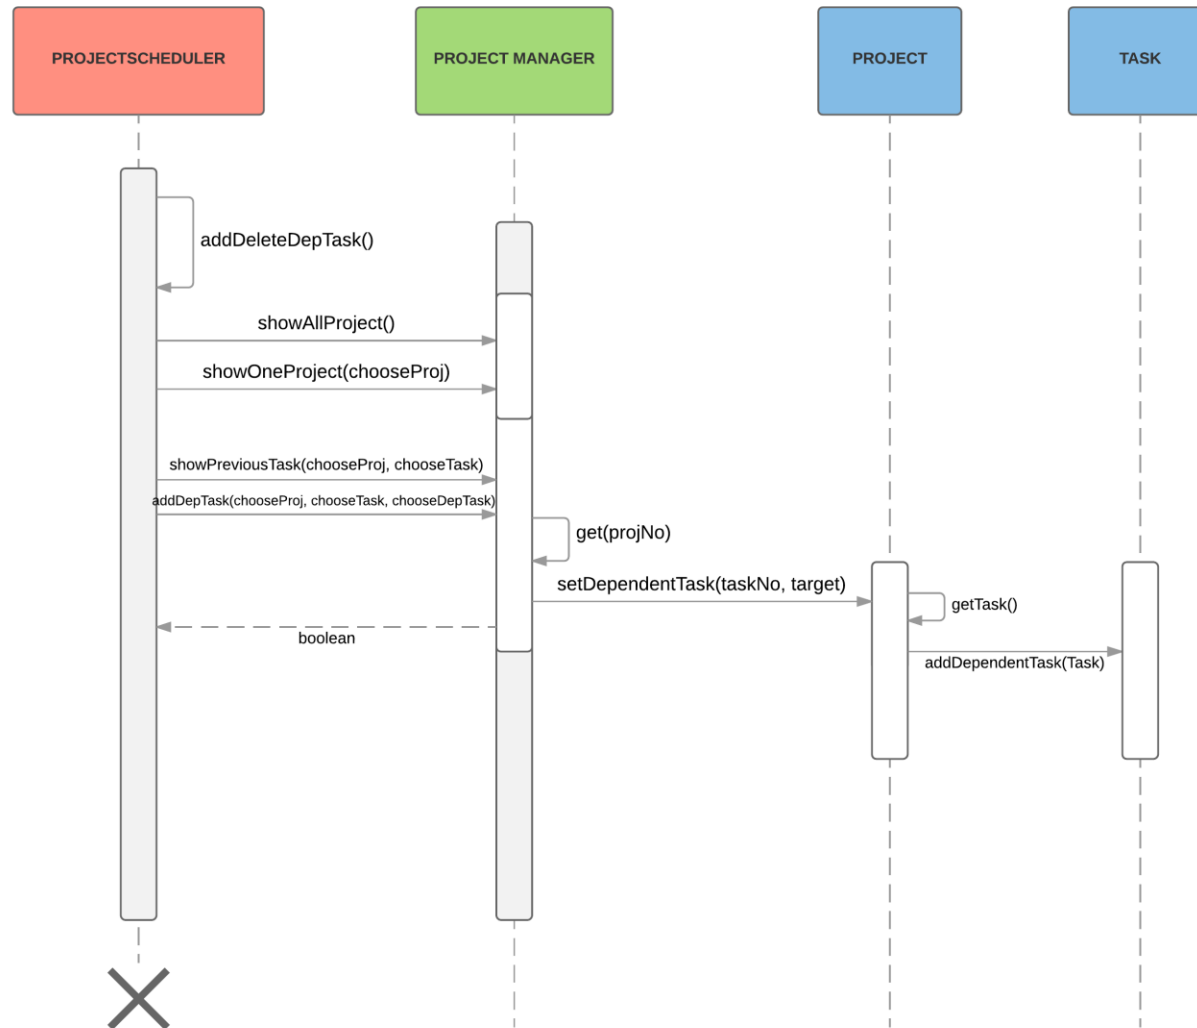 PROJECTSCHEDULER
PROJECT MANAGER
PROJECT
TASK
addDeleteDepTask()
showAllProject()
showOneProject(chooseProj)
showPreviousTask(chooseProj, chooseTask)
addDepTask(chooseProj, chooseTask, chooseDepTask)
get(projNo)
setDependentTask(taskNo, target)
getTask()
boolean
addDependentTask(Task)